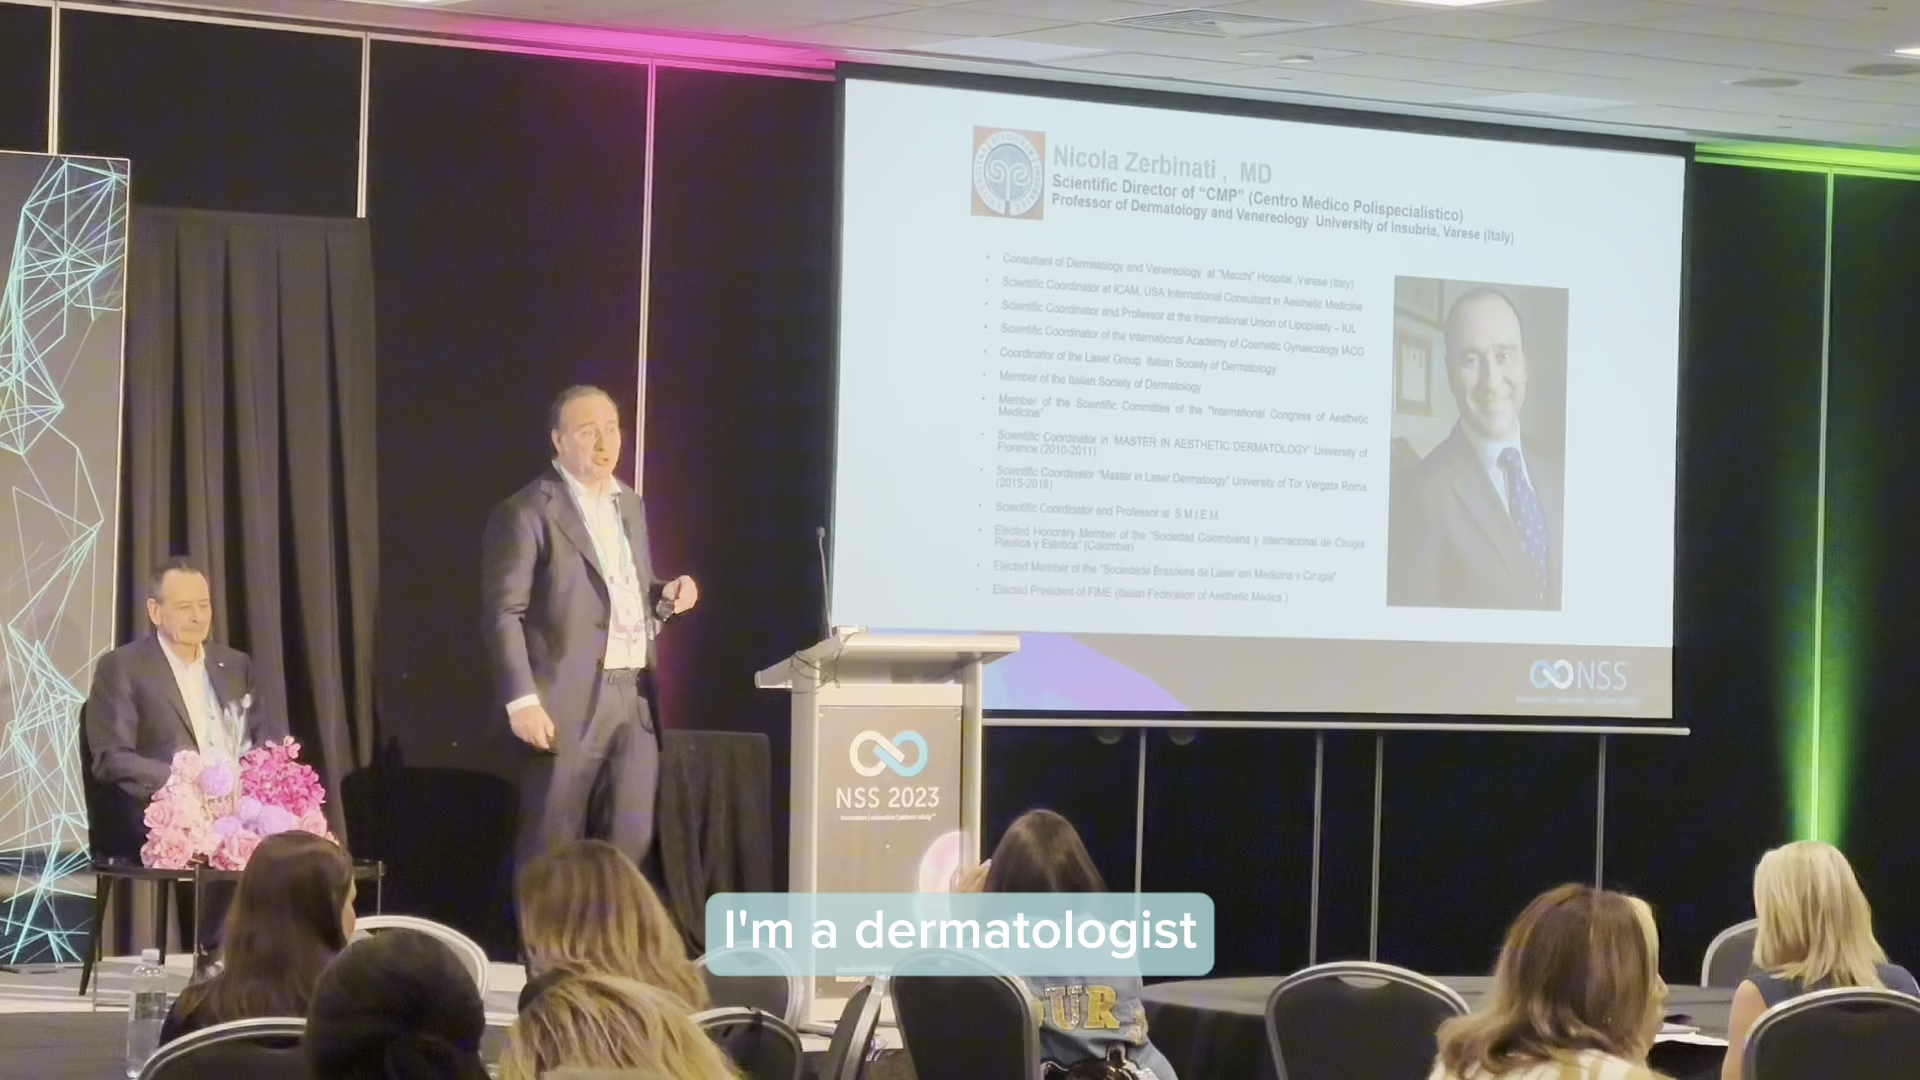 Nicola Zerbinati , MD
Scientific Director of "CMP" (Centro Medico Polispecialistico)
Professor of Dermatology and Venereology University of Insubria, Varese (Italy)
• Consultant of Dermatology and Venereology at "Macchi" Hospital ,Verese (Italy)
• Scientific Coordinator at ICAM, USA International Consultant in Aesthetic Medicine
• Scientific Coordinator and Professor at the International Union of Lipoplasty – IUL
• Scientific Coordinator of the International Academy of Cosmetic Gynaecology IACG
• Coordinator of the Laser Group Italian Society of Dermatology
• Member of the Italian Society of Dermatology
• Member of the Scientific Committee of the "International Congress of Aesthetic
Medicine"
• Scientific Coordinator in 'MASTER IN AESTHETIC DERMATOLOGY' University of
Florence (2010-2011)
• Scientific Coordinator "Master in Laser Dermatoogy" University of Tor Vergata Roma
(2015-2016)
• Scientific Coordinator and Professor at S.M.I.E.M.
• Elected Honorary Member of the "Sociedad Colombiana y Internacional de Cirugia
Plastica y Estetica" (Colombia)
• Elected Member of the "Sociedade Brasileira de Laser em Medicina y Cirugia"
• Elected President of FIME (Italian Federation of Aesthetic Medics )
NSS
NSS 2023
innovation | education | patient safety
I'm a dermatologist
OUR